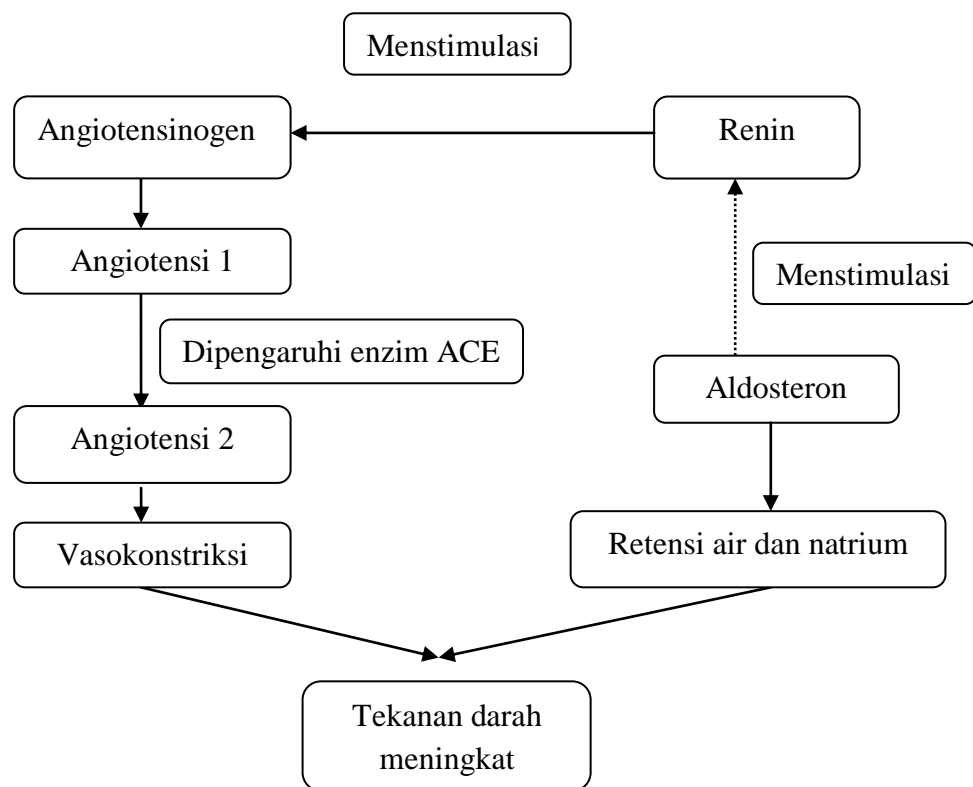 Menstimulasi
Angiotensinogen
Renin
Angiotensi 1
Menstimulasi
Dipengaruhi enzim ACE
Aldosteron
Angiotensi 2
Vasokonstriksi
Retensi air dan natrium
Tekanan darah
meningkat